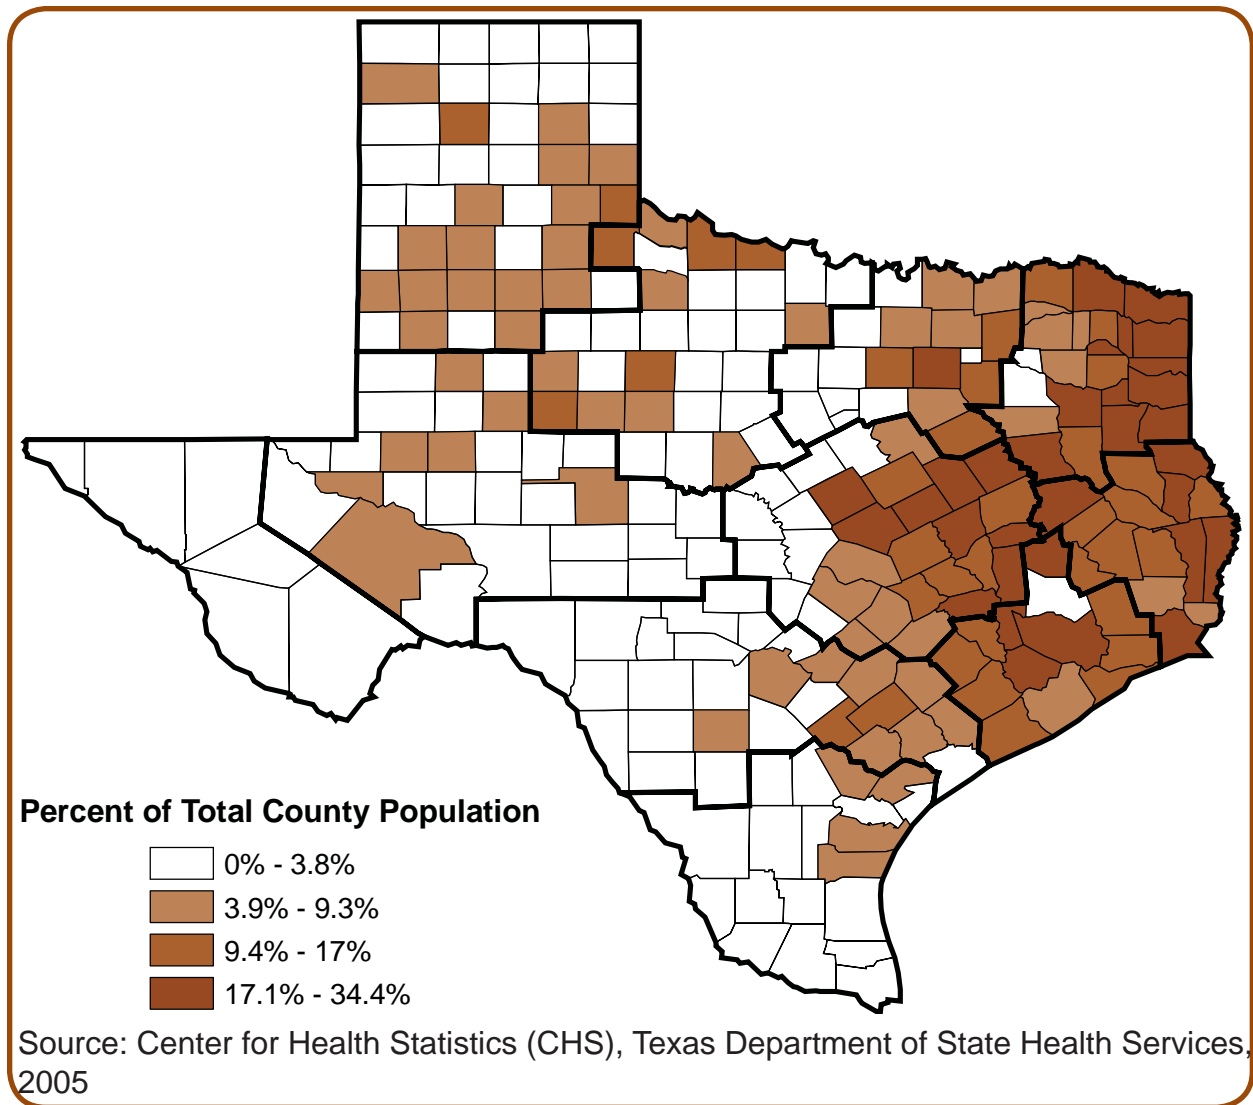 Percent of Total County Population
0% - 3.8%
3.9% - 9.3%
9.4% - 17%
17.1% - 34.4%
Source: Center for Health Statistics (CHS), Texas Department of State Health Services,
2005